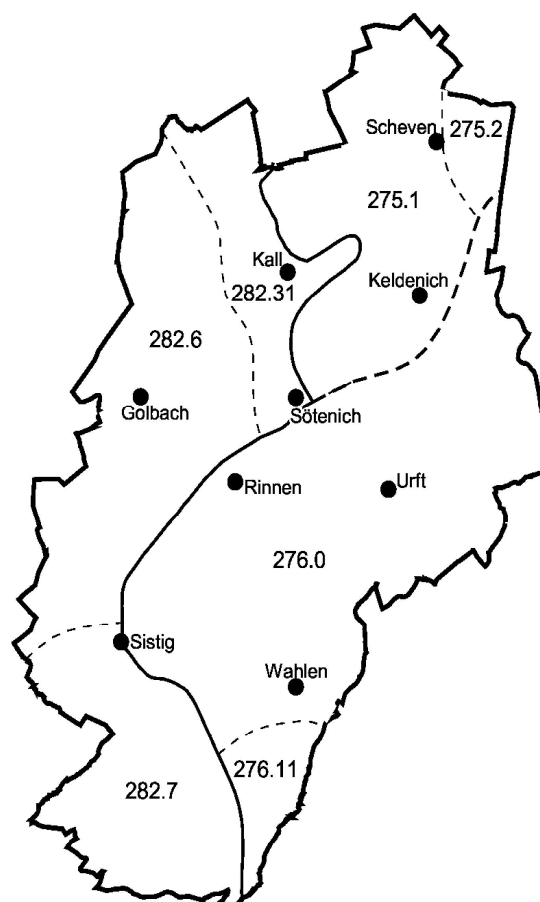 Scheven
275.2
275.1
Kall
Keldenich
282.31
282.6
Golbach
Sötenich
Rinnen
Urft
276.0
Sistig
Wahlen
276.11
282.7